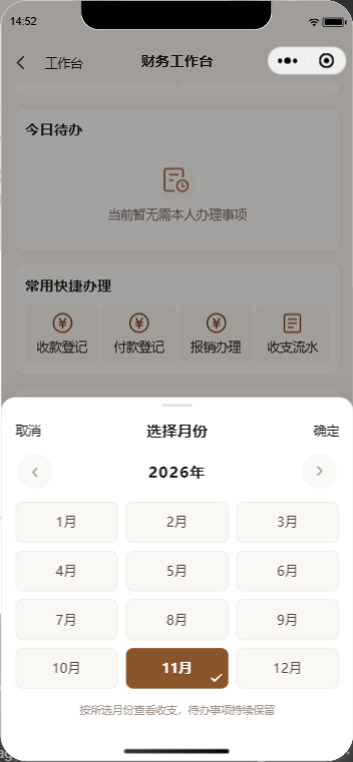 14:52
工作台
财务工作台
今日待办
当前暂无需本人办理事项
常用快捷办理
收款登记 付款登记 报销办理 收支流水
取消 选择月份 确定
2026年
1月 2月 3月
4月 5月 6月
7月 8月 9月
10月 11月 12月
按所选月份查看收支，待办事项持续保留